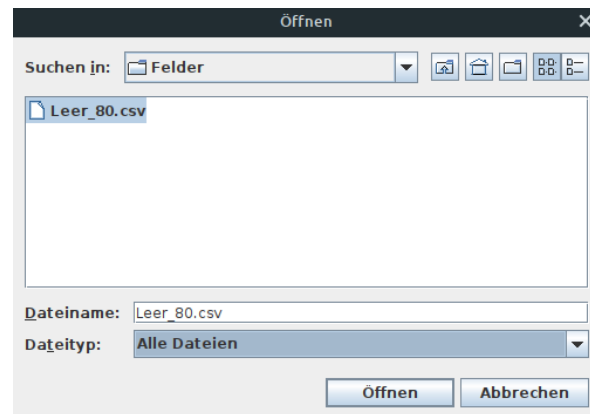 Öffnen
Suchen in: Felder
Leer_80.csv
Dateiname: Leer_80.csv
Dateityp: Alle Dateien
Öffnen Abbrechen